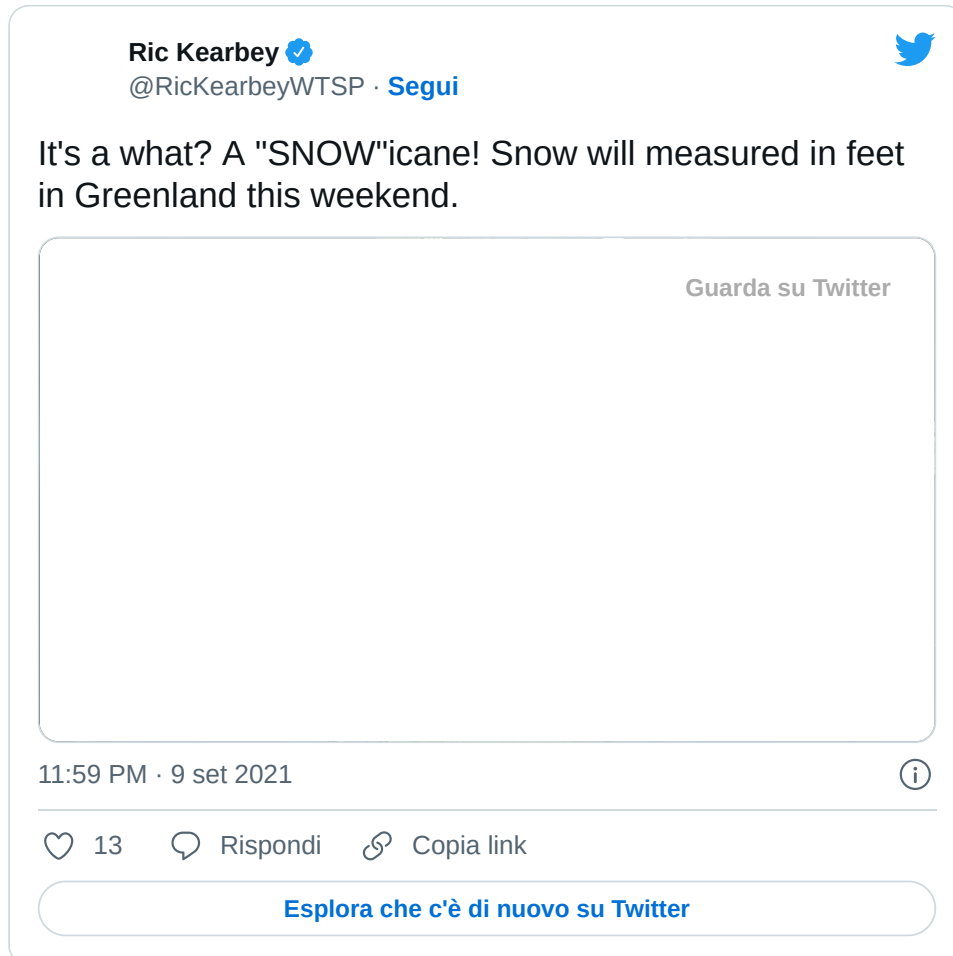 Ric Kearbey
@RicKearbeyWTSP · Segui
It's a what? A "SNOW"icane! Snow will measured in feet
in Greenland this weekend.
Guarda su Twitter
11:59 PM · 9 set 2021
13 Rispondi Copia link
Esplora che c'è di nuovo su Twitter